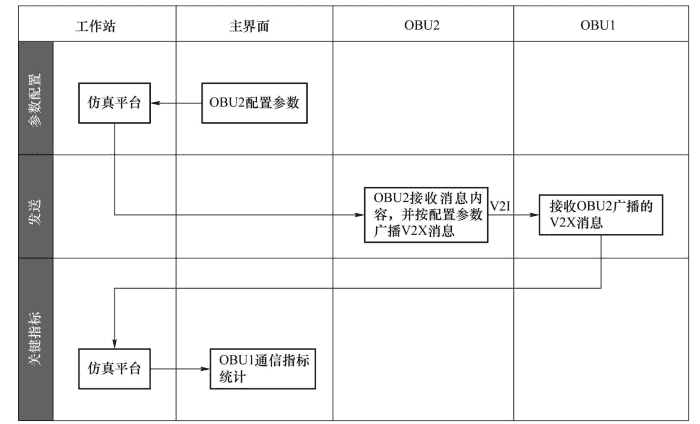 工作站
主界面
OBU2
OBU1
参数配置
仿真平台
OBU2配置参数
发送
OBU2接收消息内
容，并按配置参数
广播V2X消息
V2I
接收OBU2广播的
V2X消息
关键指标
仿真平台
OBU1通信指标
统计